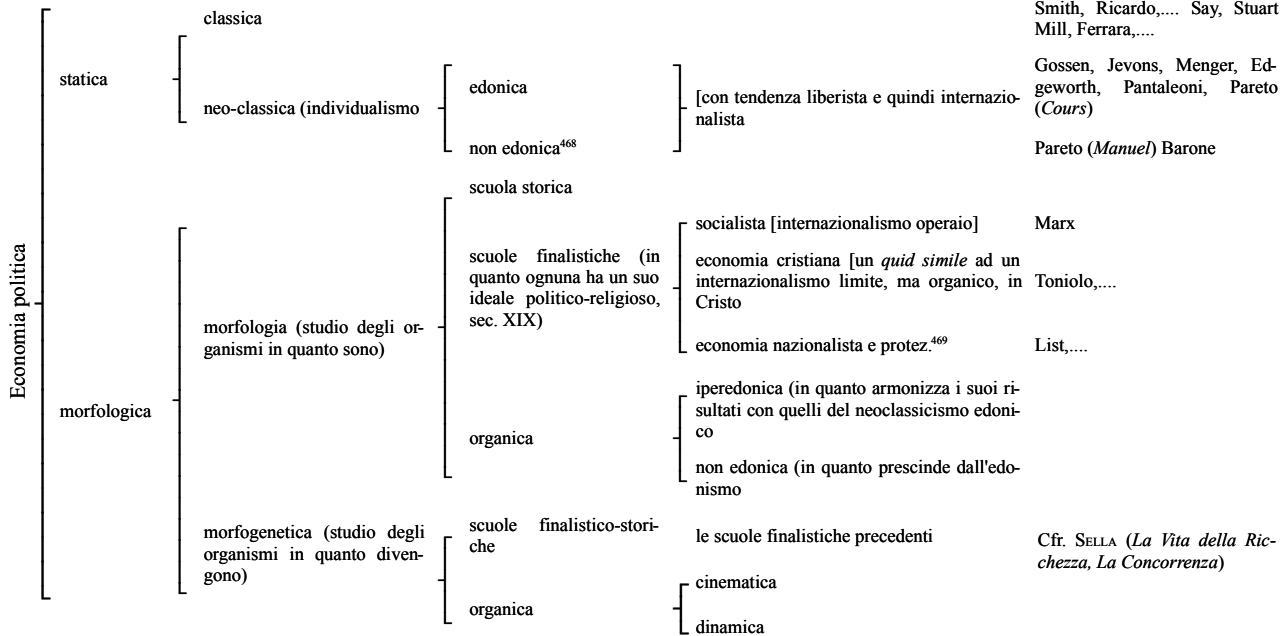 Economia politica
statica
classica
Smith, Ricardo,.... Say, Stuart
Mill, Ferrara,....
neo-classica (individualismo
edonica
[con tendenza liberista e quindi internazio-
nalista
Gossen, Jevons, Menger, Ed-
geworth, Pantaleoni, Pareto
(Cours)
non edonica468
Pareto (Manuel) Barone
morfologica
morfologia (studio degli or-
ganismi in quanto sono)
scuola storica
scuole finalistiche (in
quanto ognuna ha un suo
ideale politico-religioso,
sec. XIX)
socialista [internazionalismo operaio]
Marx
economia cristiana [un quid simile ad un
internazionalismo limite, ma organico, in
Cristo
Toniolo,....
economia nazionalista e protez.469
List,....
organica
iperedonica (in quanto armonizza i suoi ri-
sultati con quelli del neoclassicismo edoni-
co
non edonica (in quanto prescinde dall'edo-
nismo
morfogenetica (studio degli
organismi in quanto diven-
gono)
scuole finalistico-stori-
che
le scuole finalistiche precedenti
Cfr. SELLA (La Vita della Ric-
chezza, La Concorrenza)
organica
cinematica
dinamica